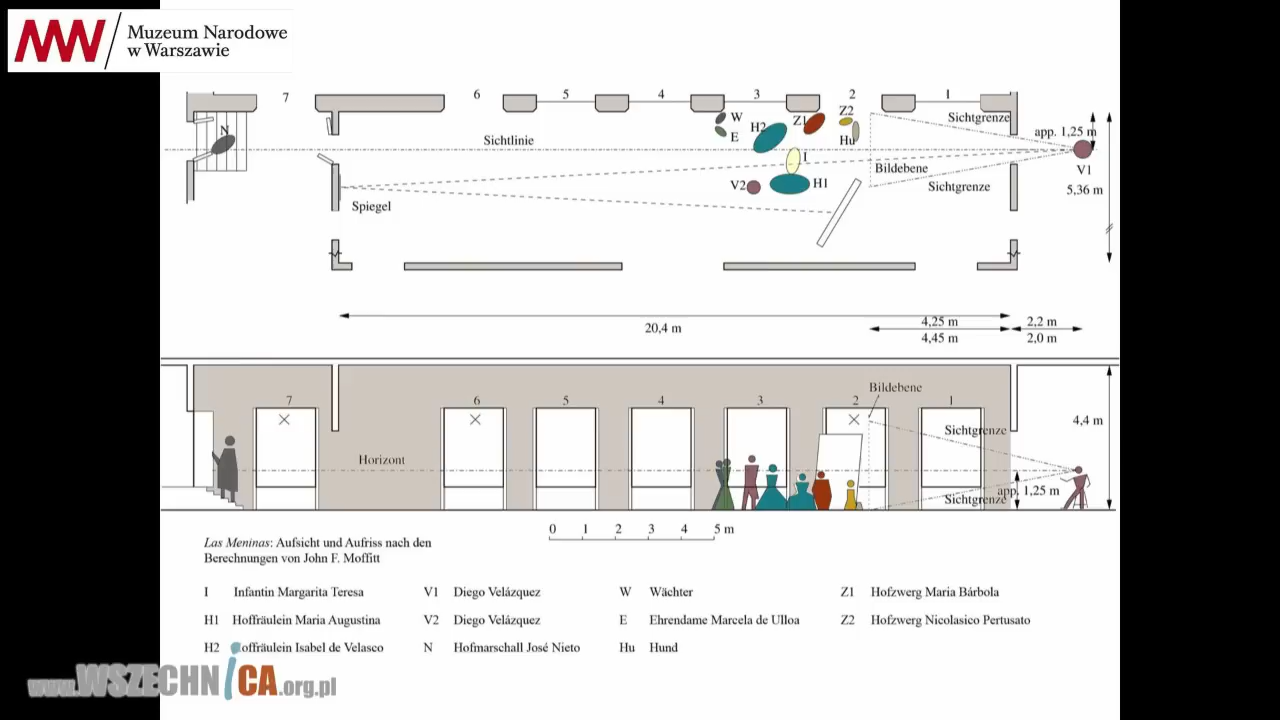 Muzeum Narodowe
w Warszawie
7
6
5
4
3
2
1
N
W
E
H2
Z1
Z2
Hu
Sichtgrenze
app. 1,25 m
Sichtlinie
I
Bildebene
V1
V2
H1
Sichtgrenze
5,36 m
Spiegel
20,4 m
4,25 m
4,45 m
2,2 m
2,0 m
Bildebene
7
6
5
4
3
2
1
4,4 m
Sichtgrenze
Horizont
app. 1,25 m
Sichtgrenze
0 1 2 3 4 5 m
Las Meninas: Aufsicht und Aufriss nach den
Berechnungen von John F. Moffitt
I Infantin Margarita Teresa
V1 Diego Velázquez
W Wächter
Z1 Hofzwerg Maria Bárbola
H1 Hoffräulein Maria Augustina
V2 Diego Velázquez
E Ehrendame Marcela de Ulloa
Z2 Hofzwerg Nicolasico Pertusato
H2 Hoffräulein Isabel de Velasco
N Hofmarschall José Nieto
Hu Hund
www.WSZECHNICA.org.pl